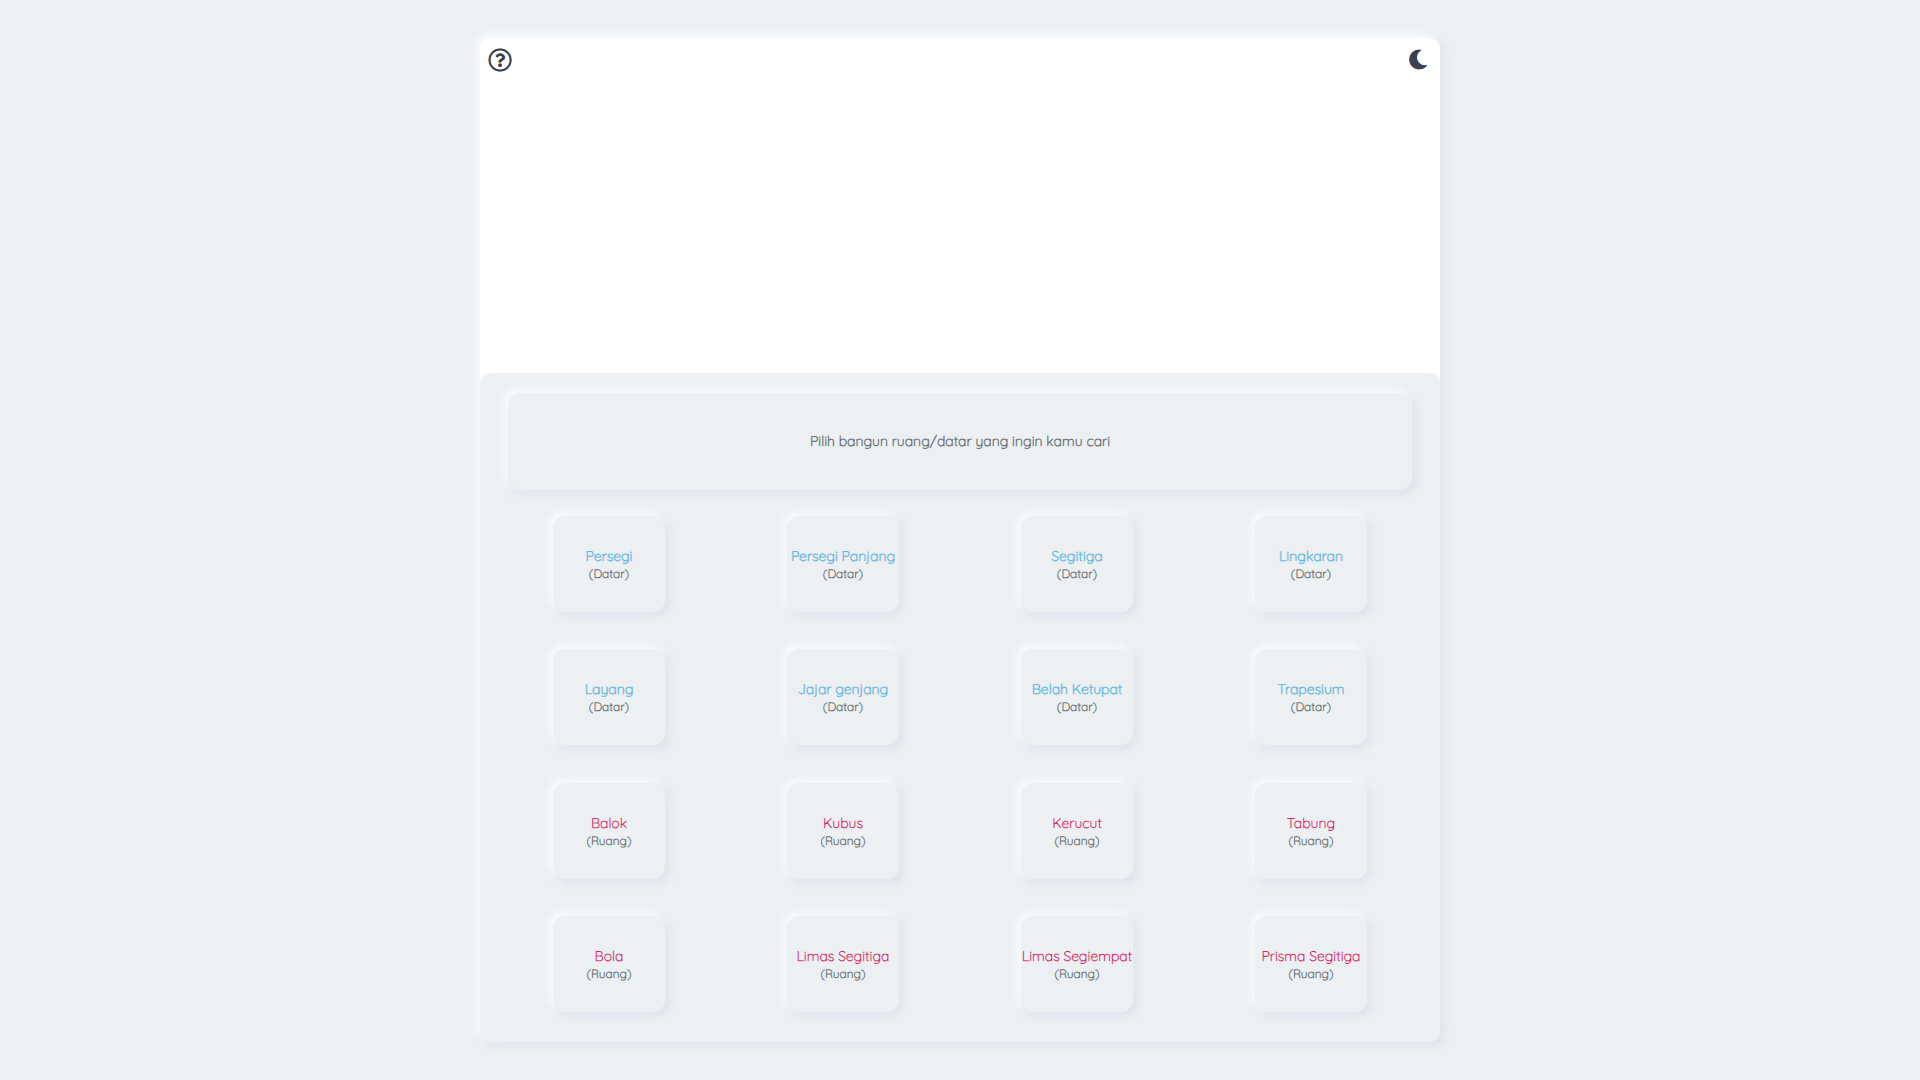 Pilih bangun ruang/datar yang ingin kamu cari
Persegi
(Datar)
Persegi Panjang
(Datar)
Segitiga
(Datar)
Lingkaran
(Datar)
Layang
(Datar)
Jajar genjang
(Datar)
Belah Ketupat
(Datar)
Trapesium
(Datar)
Balok
(Ruang)
Kubus
(Ruang)
Kerucut
(Ruang)
Tabung
(Ruang)
Bola
(Ruang)
Limas Segitiga
(Ruang)
Limas Segiempat
(Ruang)
Prisma Segitiga
(Ruang)